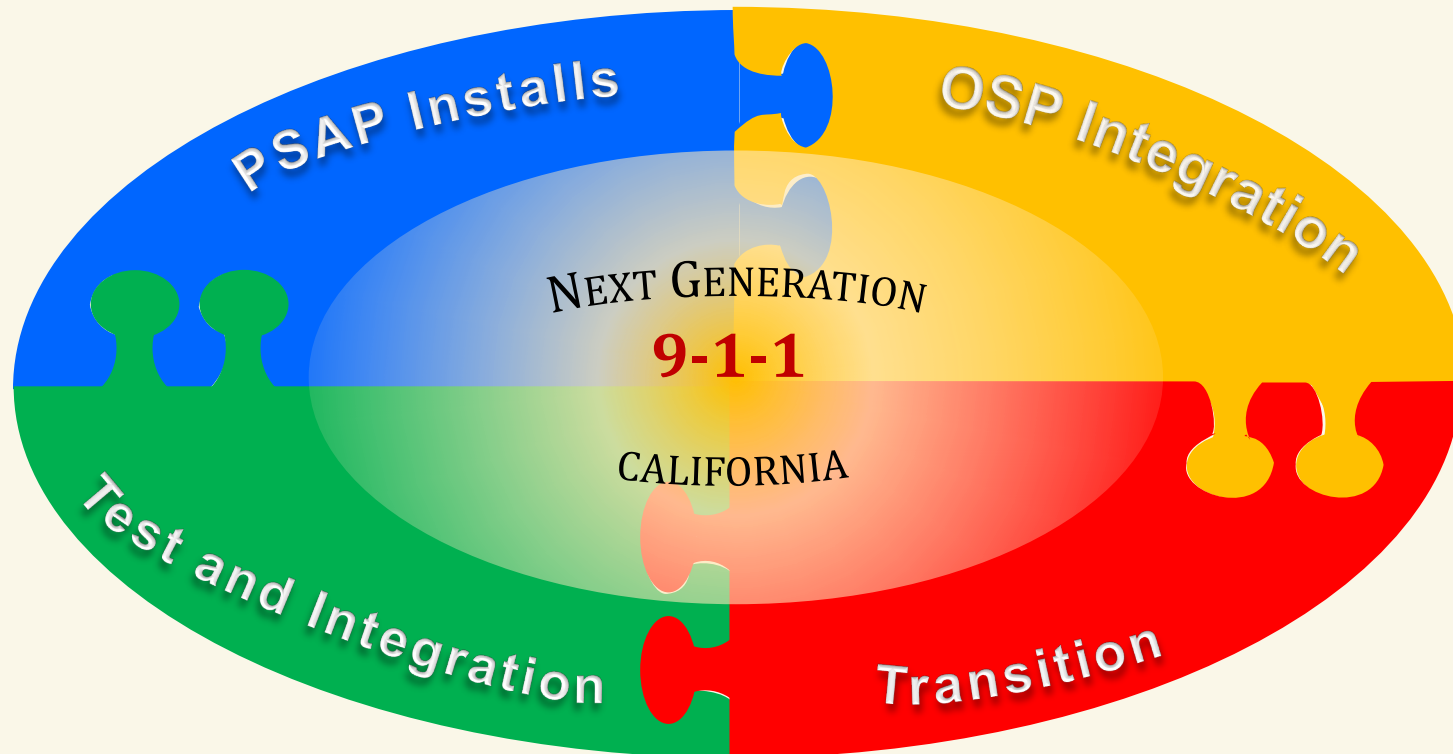 PSAP Installs
OSP Integration
NEXT GENERATION
9-1-1
CALIFORNIA
Test and Integration
Transition